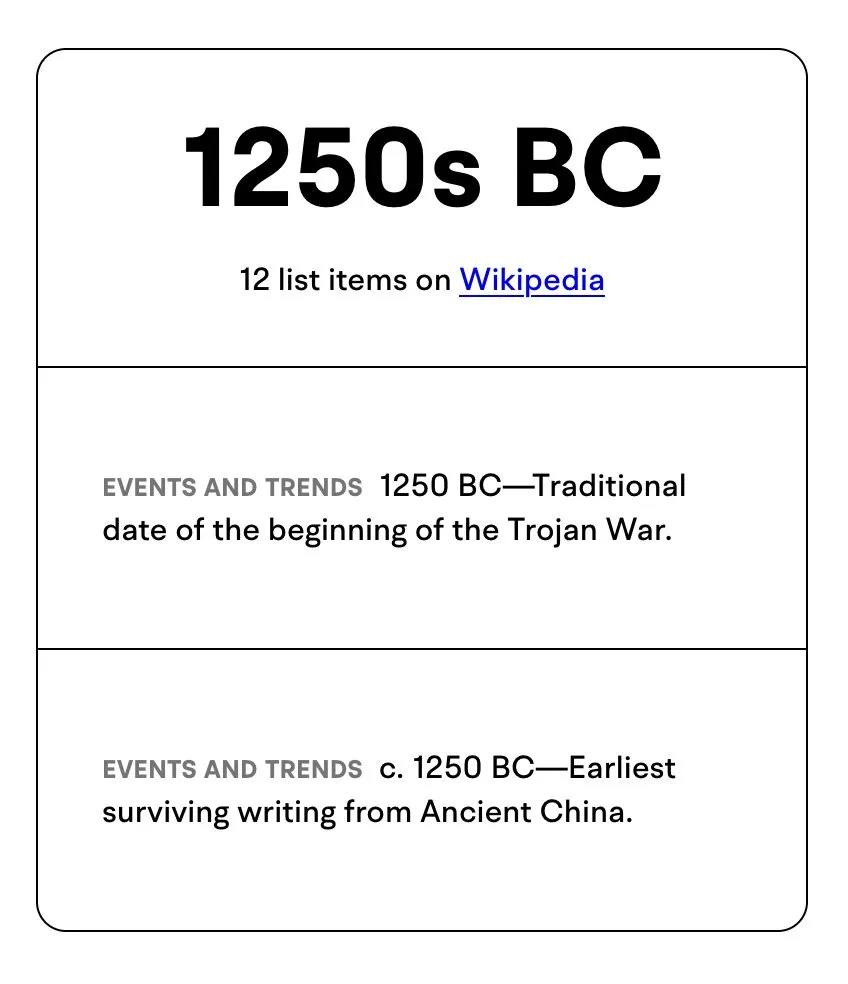 1250s BC
12 list items on Wikipedia
EVENTS AND TRENDS 1250 BC—Traditional
date of the beginning of the Trojan War.
EVENTS AND TRENDS c. 1250 BC—Earliest
surviving writing from Ancient China.